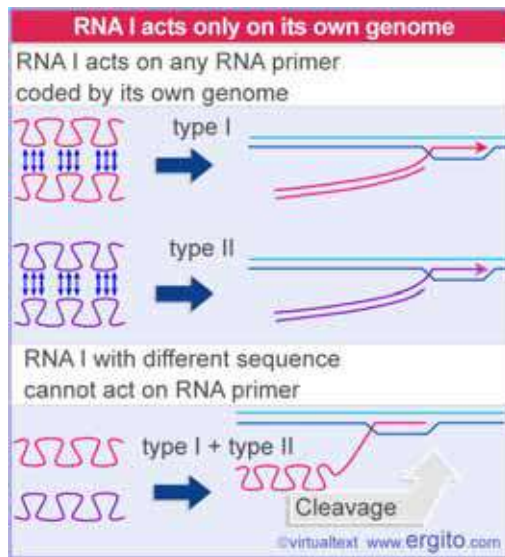 RNA I acts only on its own genome
RNA I acts on any RNA primer
coded by its own genome
type I
type II
RNA I with different sequence
cannot act on RNA primer
type I + type II
Cleavage
©virtualtext www.ergito.com